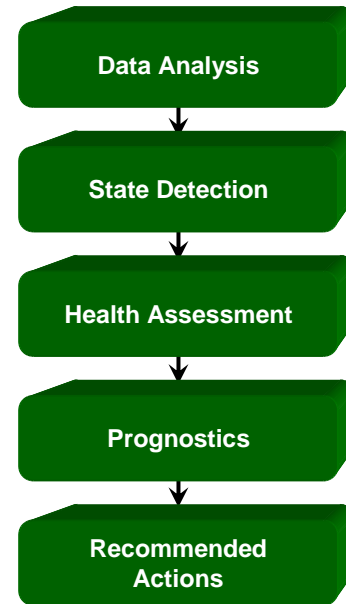 Data Analysis
State Detection
Health Assessment
Prognostics
Recommended
Actions